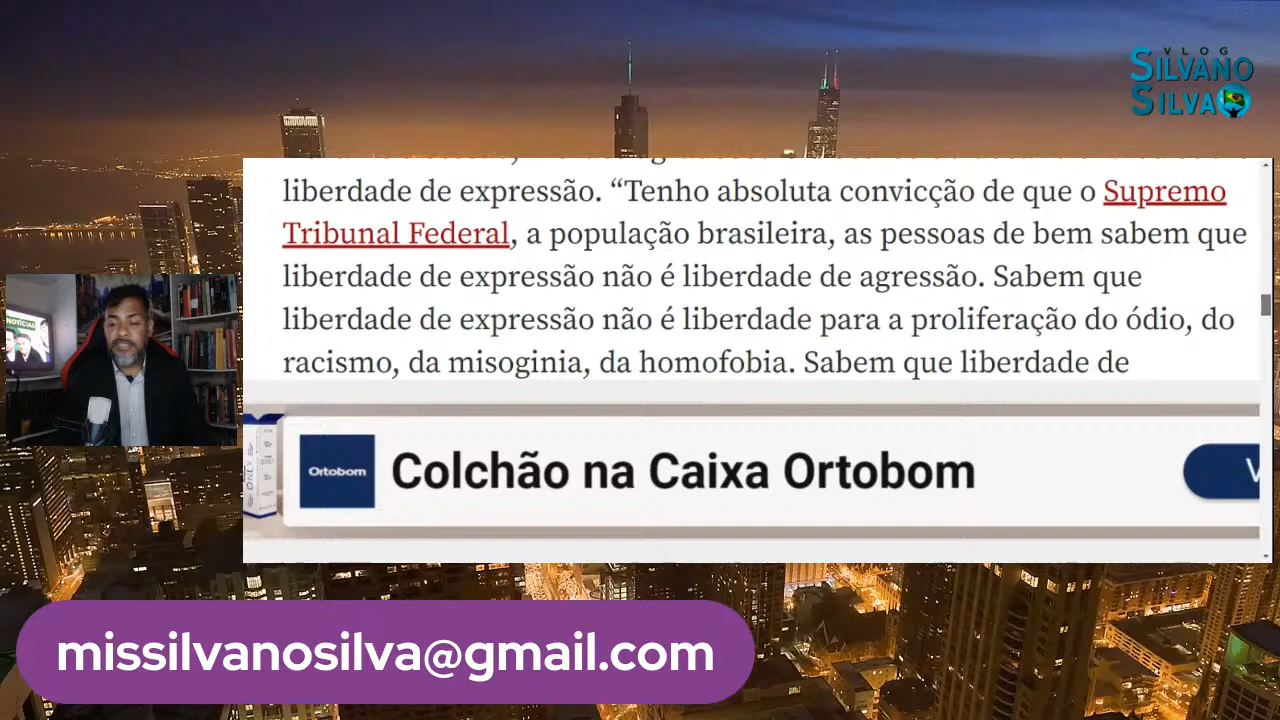 VLOG
SILVANO
SILVA
liberdade de expressão. “Tenho absoluta convicção de que o Supremo
Tribunal Federal, a população brasileira, as pessoas de bem sabem que
liberdade de expressão não é liberdade de agressão. Sabem que
liberdade de expressão não é liberdade para a proliferação do ódio, do
racismo, da misoginia, da homofobia. Sabem que liberdade de
NOTÍCIAS
ONLY
Ortobom
Colchão na Caixa Ortobom
V
missilvanosilva@gmail.com